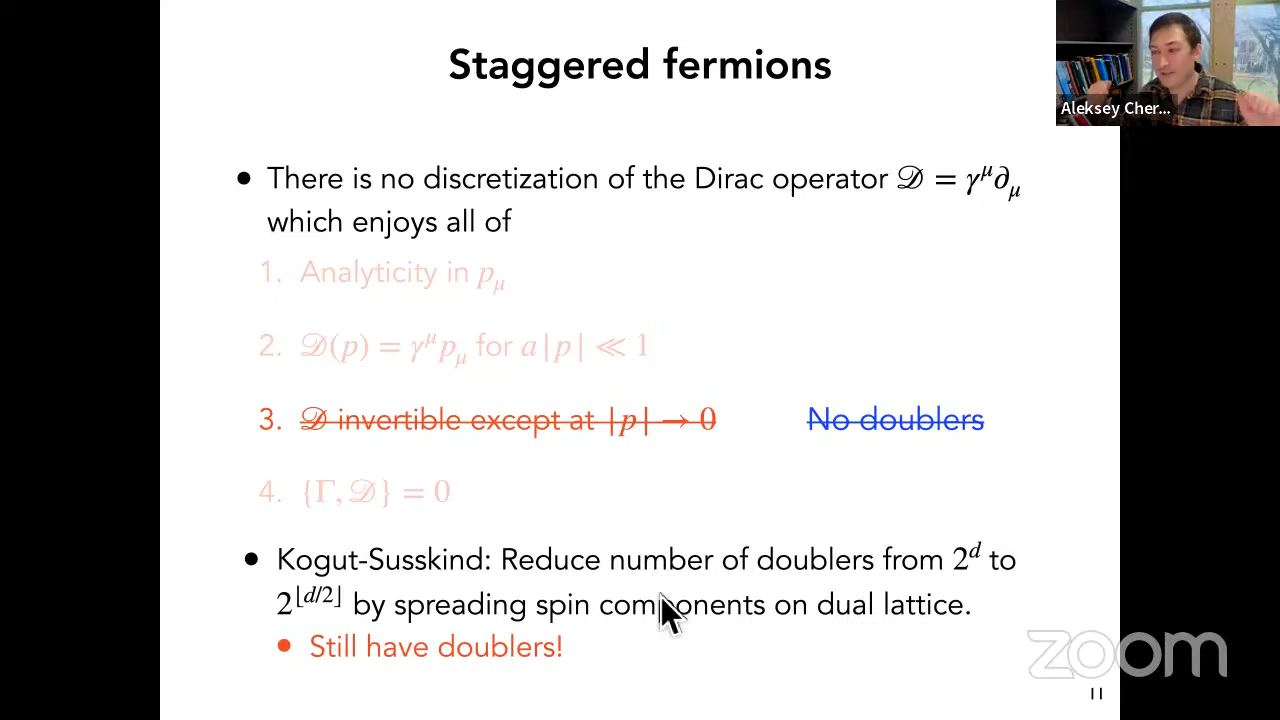 Staggered fermions
Aleksey Cher...
• There is no discretization of the Dirac operator 𝒟 = γ^μ ∂_μ
which enjoys all of
1. Analyticity in p_μ
2. 𝒟(p) = γ^μ p_μ for a|p| ≪ 1
3. 𝒟 invertible except at |p| → 0 No doublers
4. {Γ, 𝒟} = 0
• Kogut-Susskind: Reduce number of doublers from 2^d to
2^⌊d/2⌋ by spreading spin components on dual lattice.
• Still have doublers!
zoom
11